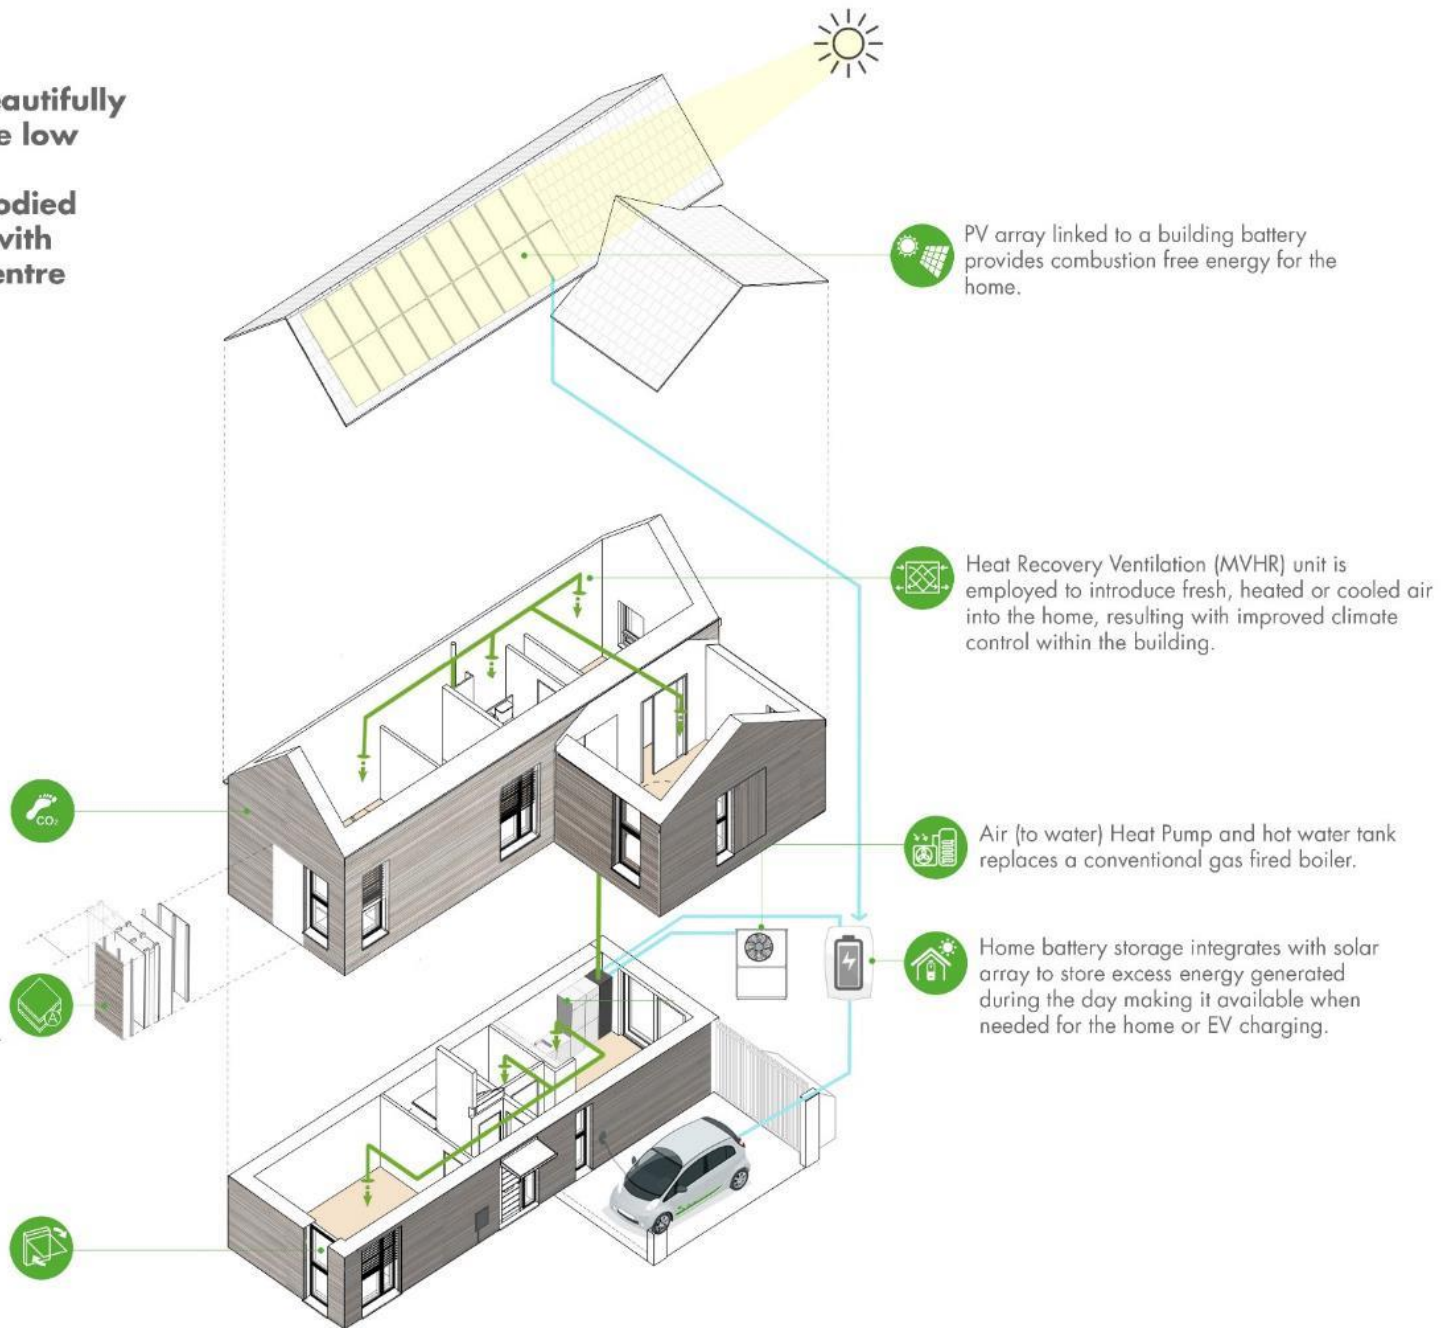 eautifully
e low
odied
with
entre
PV array linked to a building battery
provides combustion free energy for the
home.
Heat Recovery Ventilation (MVHR) unit is
employed to introduce fresh, heated or cooled air
into the home, resulting with improved climate
control within the building.
CO₂
Air (to water) Heat Pump and hot water tank
replaces a conventional gas fired boiler.
Home battery storage integrates with solar
array to store excess energy generated
during the day making it available when
needed for the home or EV charging.
A